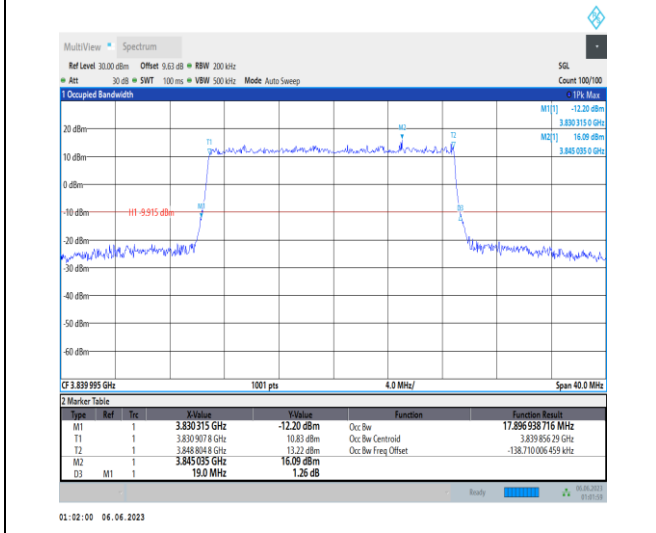 MultiView Spectrum
Ref Level 30.00 dBm Offset 9.63 dB RBW 200 kHz SGL
Att 30 dB SWT 100 ms VBW 500 kHz Mode Auto Sweep Count 100/100
1 Occupied Bandwidth 1Pk Max
M1[1] -12.20 dBm
3.830 315 0 GHz
M2[1] 16.09 dBm
3.845 035 0 GHz
20 dBm
M2
T1
T2
10 dBm
0 dBm
M1
D3
-10 dBm
H1 -9.915 dBm
-20 dBm
-30 dBm
-40 dBm
-50 dBm
-60 dBm
CF 3.839 995 GHz 1001 pts 4.0 MHz/ Span 40.0 MHz
2 Marker Table
Type Ref Trc X-Value Y-Value Function Function Result
M1 1 3.830 315 GHz -12.20 dBm Occ Bw 17.896 938 716 MHz
T1 1 3.830 907 8 GHz 10.83 dBm Occ Bw Centroid 3.839 856 29 GHz
T2 1 3.848 804 8 GHz 13.22 dBm Occ Bw Freq Offset -138.710 006 459 kHz
M2 1 3.845 035 GHz 16.09 dBm
D3 M1 1 19.0 MHz 1.26 dB
Ready 06.06.2023
01:01:59
01:02:00 06.06.2023